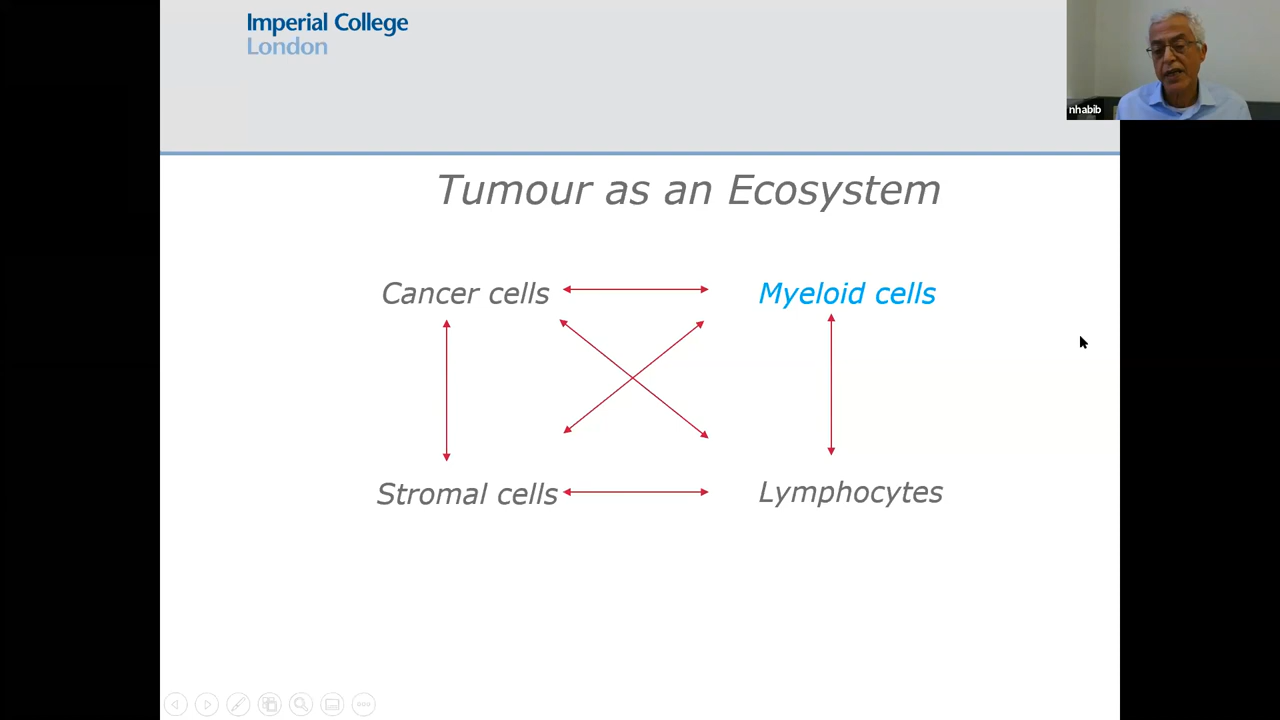 Imperial College
London
nhabib
Tumour as an Ecosystem
Cancer cells
Myeloid cells
Stromal cells
Lymphocytes